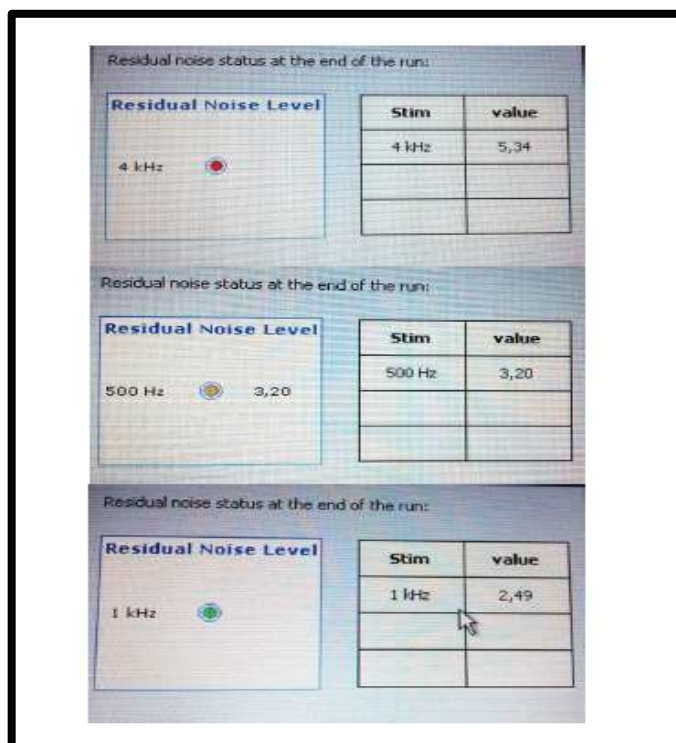 Residual noise status at the end of the run:
Residual Noise Level
4 kHz
Stim value
4 kHz 5,34
Residual noise status at the end of the run:
Residual Noise Level
500 Hz 3,20
Stim value
500 Hz 3,20
Residual noise status at the end of the run:
Residual Noise Level
1 kHz
Stim value
1 kHz 2,49